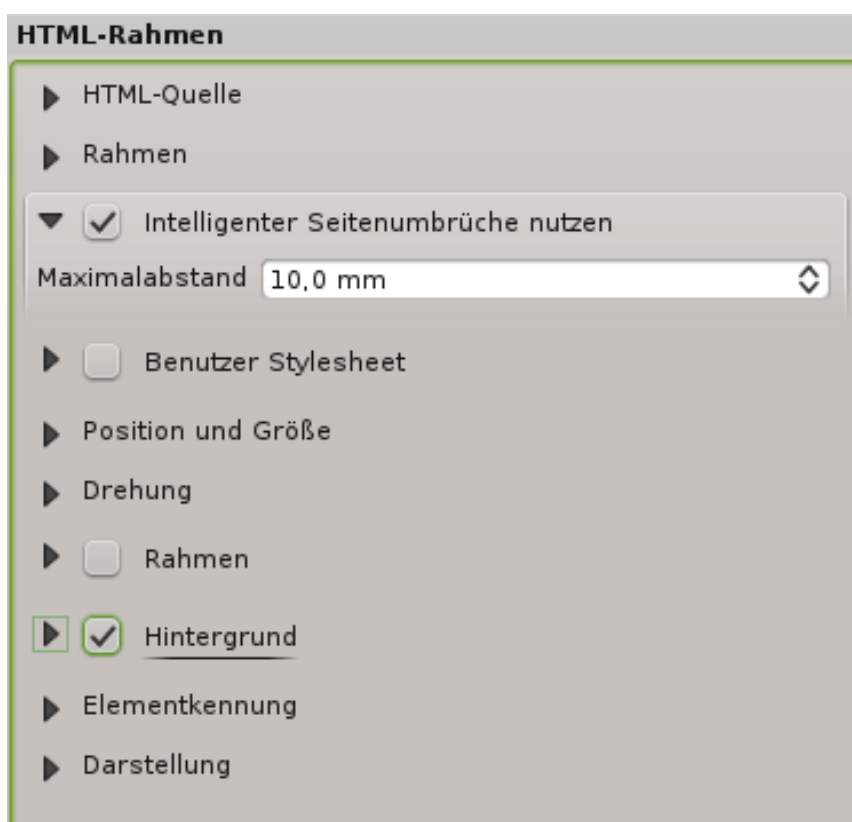 HTML-Rahmen
HTML-Quelle
Rahmen
Intelligenter Seitenumbrüche nutzen
Maximalabstand 10,0 mm
Benutzer Stylesheet
Position und Größe
Drehung
Rahmen
Hintergrund
Elementkennung
Darstellung